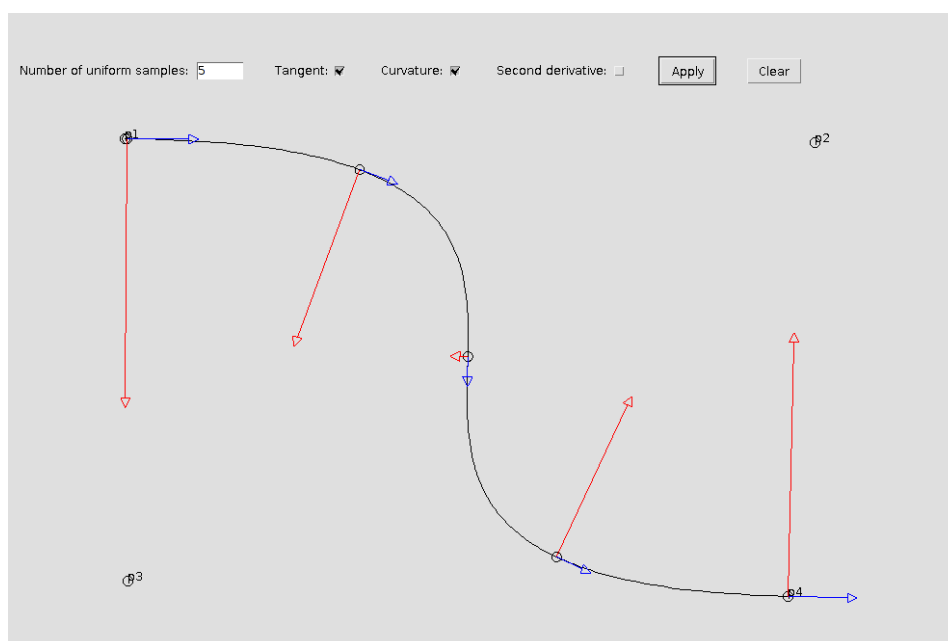 Number of uniform samples: 5 Tangent: Curvature: Second derivative: Apply Clear
p1
p2
p3
p4